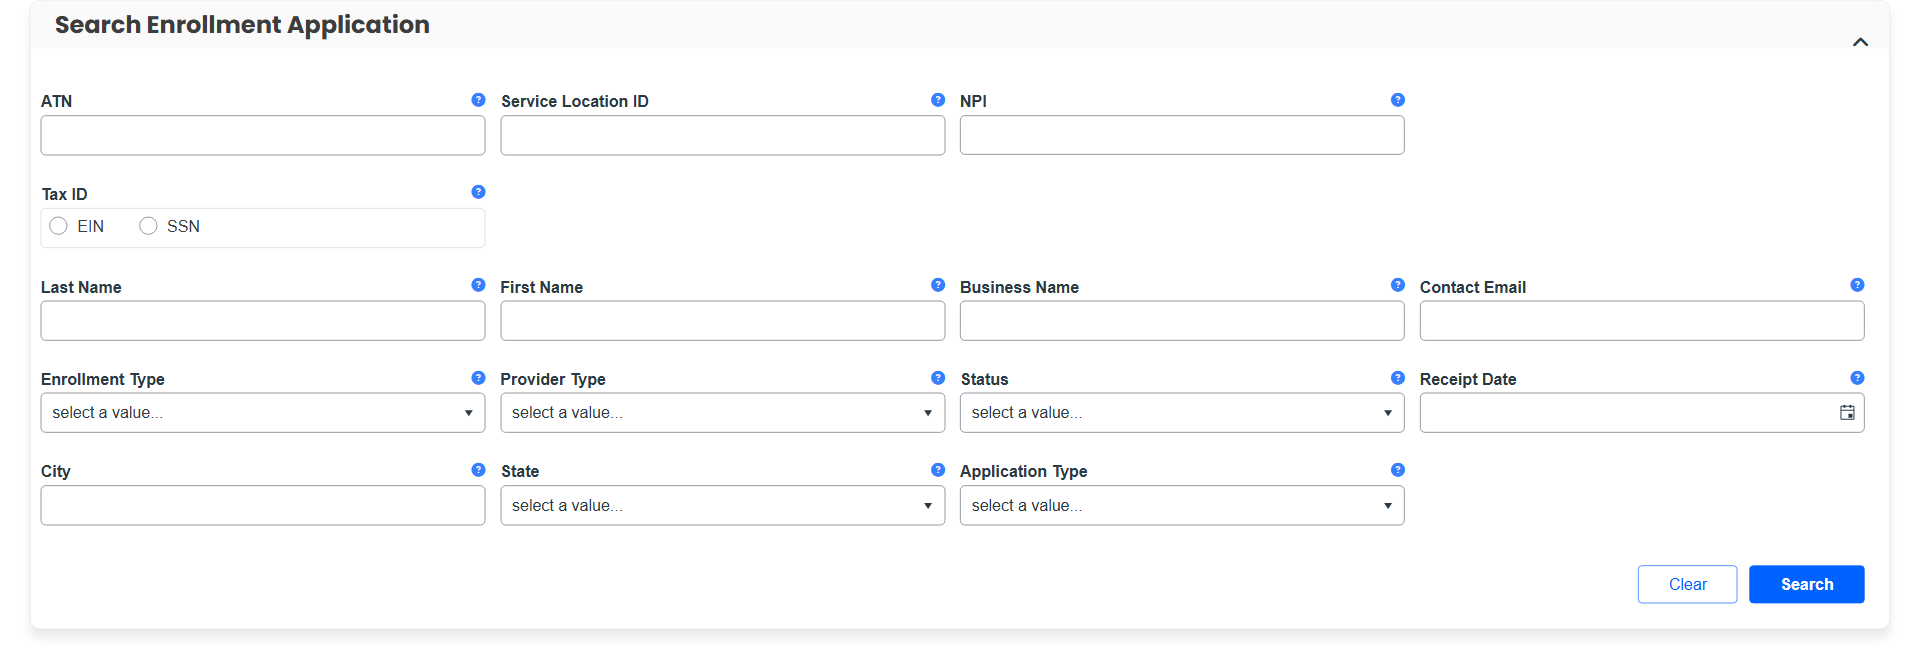 Search Enrollment Application
ATN ? Service Location ID ? NPI ?
Tax ID ?
EIN SSN
Last Name ? First Name ? Business Name ? Contact Email ?
Enrollment Type ? Provider Type ? Status ? Receipt Date ?
select a value... select a value... select a value...
City ? State ? Application Type ?
select a value... select a value...
Clear Search